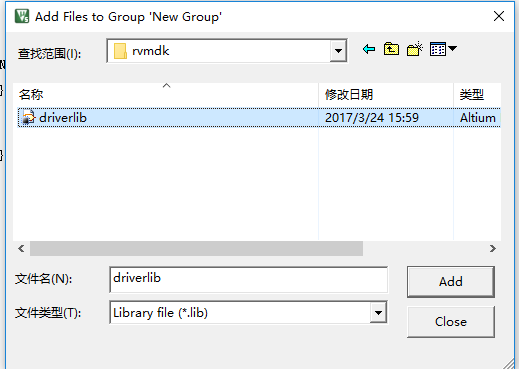 Add Files to Group 'New Group'
查找范围(I):
rvmdk
名称
修改日期
类型
driverlib
2017/3/24 15:59
Altium
文件名(N):
driverlib
Add
文件类型(T):
Library file (*.lib)
Close